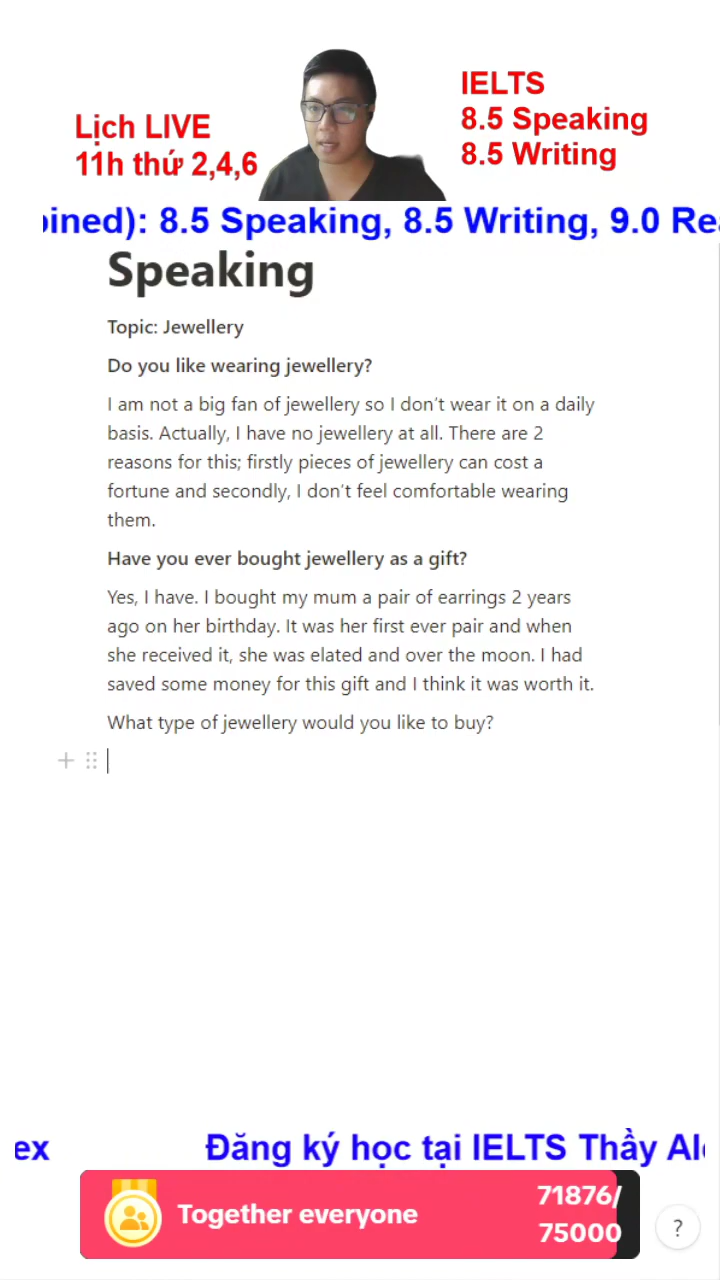 Lịch LIVE
11h thứ 2,4,6
IELTS
8.5 Speaking
8.5 Writing
8.5 Speaking, 8.5 Writing, 9.0
Speaking
Topic: Jewellery
Do you like wearing jewellery?
I am not a big fan of jewellery so I don't wear it on a daily
basis. Actually, I have no jewellery at all. There are 2
reasons for this; firstly pieces of jewellery can cost a
fortune and secondly, I don't feel comfortable wearing
them.
Have you ever bought jewellery as a gift?
Yes, I have. I bought my mum a pair of earrings 2 years
ago on her birthday. It was her first ever pair and when
she received it, she was elated and over the moon. I had
saved some money for this gift and I think it was worth it.
What type of jewellery would you like to buy?
ex Đăng ký học tại IELTS Thầy
Together everyone
71876/
75000
?